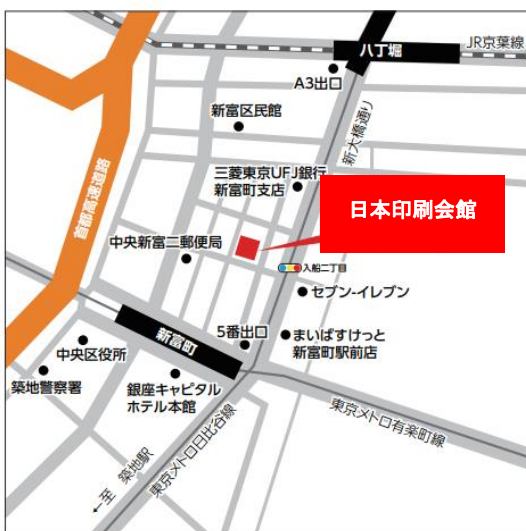 JR京葉線
八丁堀
A3出口
新富区民館
新大橋通り
首都高速道路
三菱東京UFJ銀行
新富町支店
日本印刷会館
中央新富二郵便局
入船二丁目
セブン-イレブン
新富町
5番出口
まいばすけっと
新富町駅前店
中央区役所
築地警察署
銀座キャピタル
ホテル本館
東京メトロ有楽町線
東京メトロ日比谷線
←至 築地駅